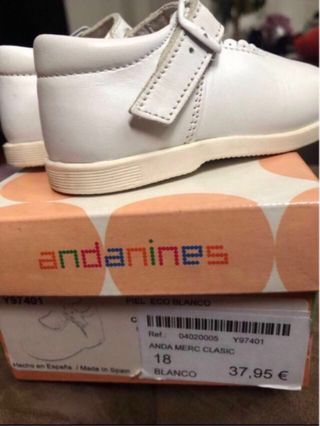 andanines
Y97401
PIEL ECO BLANCO
Ref.: 04020005 Y97401
ANDA MERC CLASIC
18
BLANCO 37,95 €
Hecho en España / Made in Spain